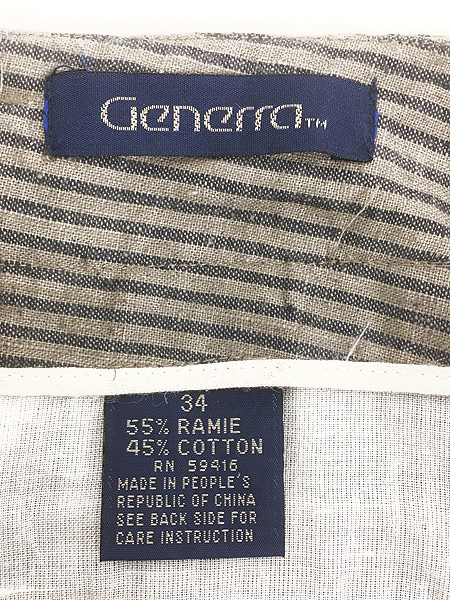 Generra™
34
55% RAMIE
45% COTTON
RN 59416
MADE IN PEOPLE'S
REPUBLIC OF CHINA
SEE BACK SIDE FOR
CARE INSTRUCTION